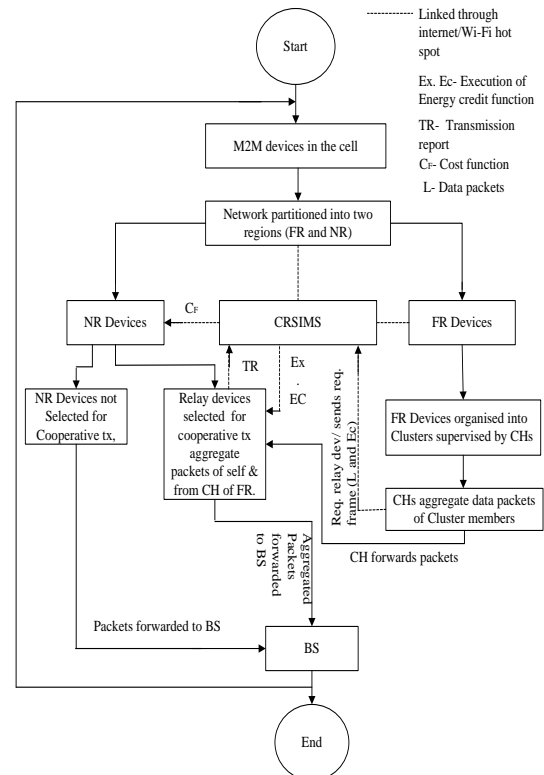 Start
Linked through
internet/Wi-Fi hot
spot
Ex. Ec- Execution of
Energy credit function
TR- Transmission
report
CF- Cost function
L- Data packets
M2M devices in the cell
Network partitioned into two
regions (FR and NR)
NR Devices
CF
CRSIMS
FR Devices
TR
Ex
.
EC
Req. relay dev/ sends req.
frame (L and Ec)
NR Devices not
Selected for
Cooperative tx,
Relay devices
selected for
cooperative tx
aggregate
packets of self &
from CH of FR.
FR Devices organised into
Clusters supervised by CHs
CHs aggregate data packets
of Cluster members
CH forwards packets
Aggregated
Packets
forwarded
to BS
Packets forwarded to BS
BS
End